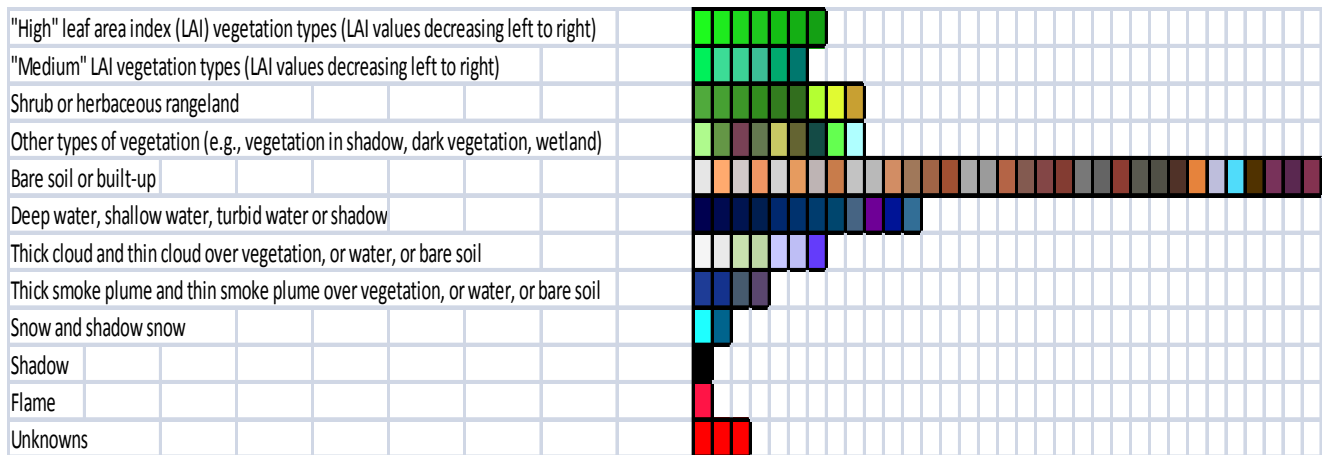 "High" leaf area index (LAI) vegetation types (LAI values decreasing left to right)
"Medium" LAI vegetation types (LAI values decreasing left to right)
Shrub or herbaceous rangeland
Other types of vegetation (e.g., vegetation in shadow, dark vegetation, wetland)
Bare soil or built-up
Deep water, shallow water, turbid water or shadow
Thick cloud and thin cloud over vegetation, or water, or bare soil
Thick smoke plume and thin smoke plume over vegetation, or water, or bare soil
Snow and shadow snow
Shadow
Flame
Unknowns